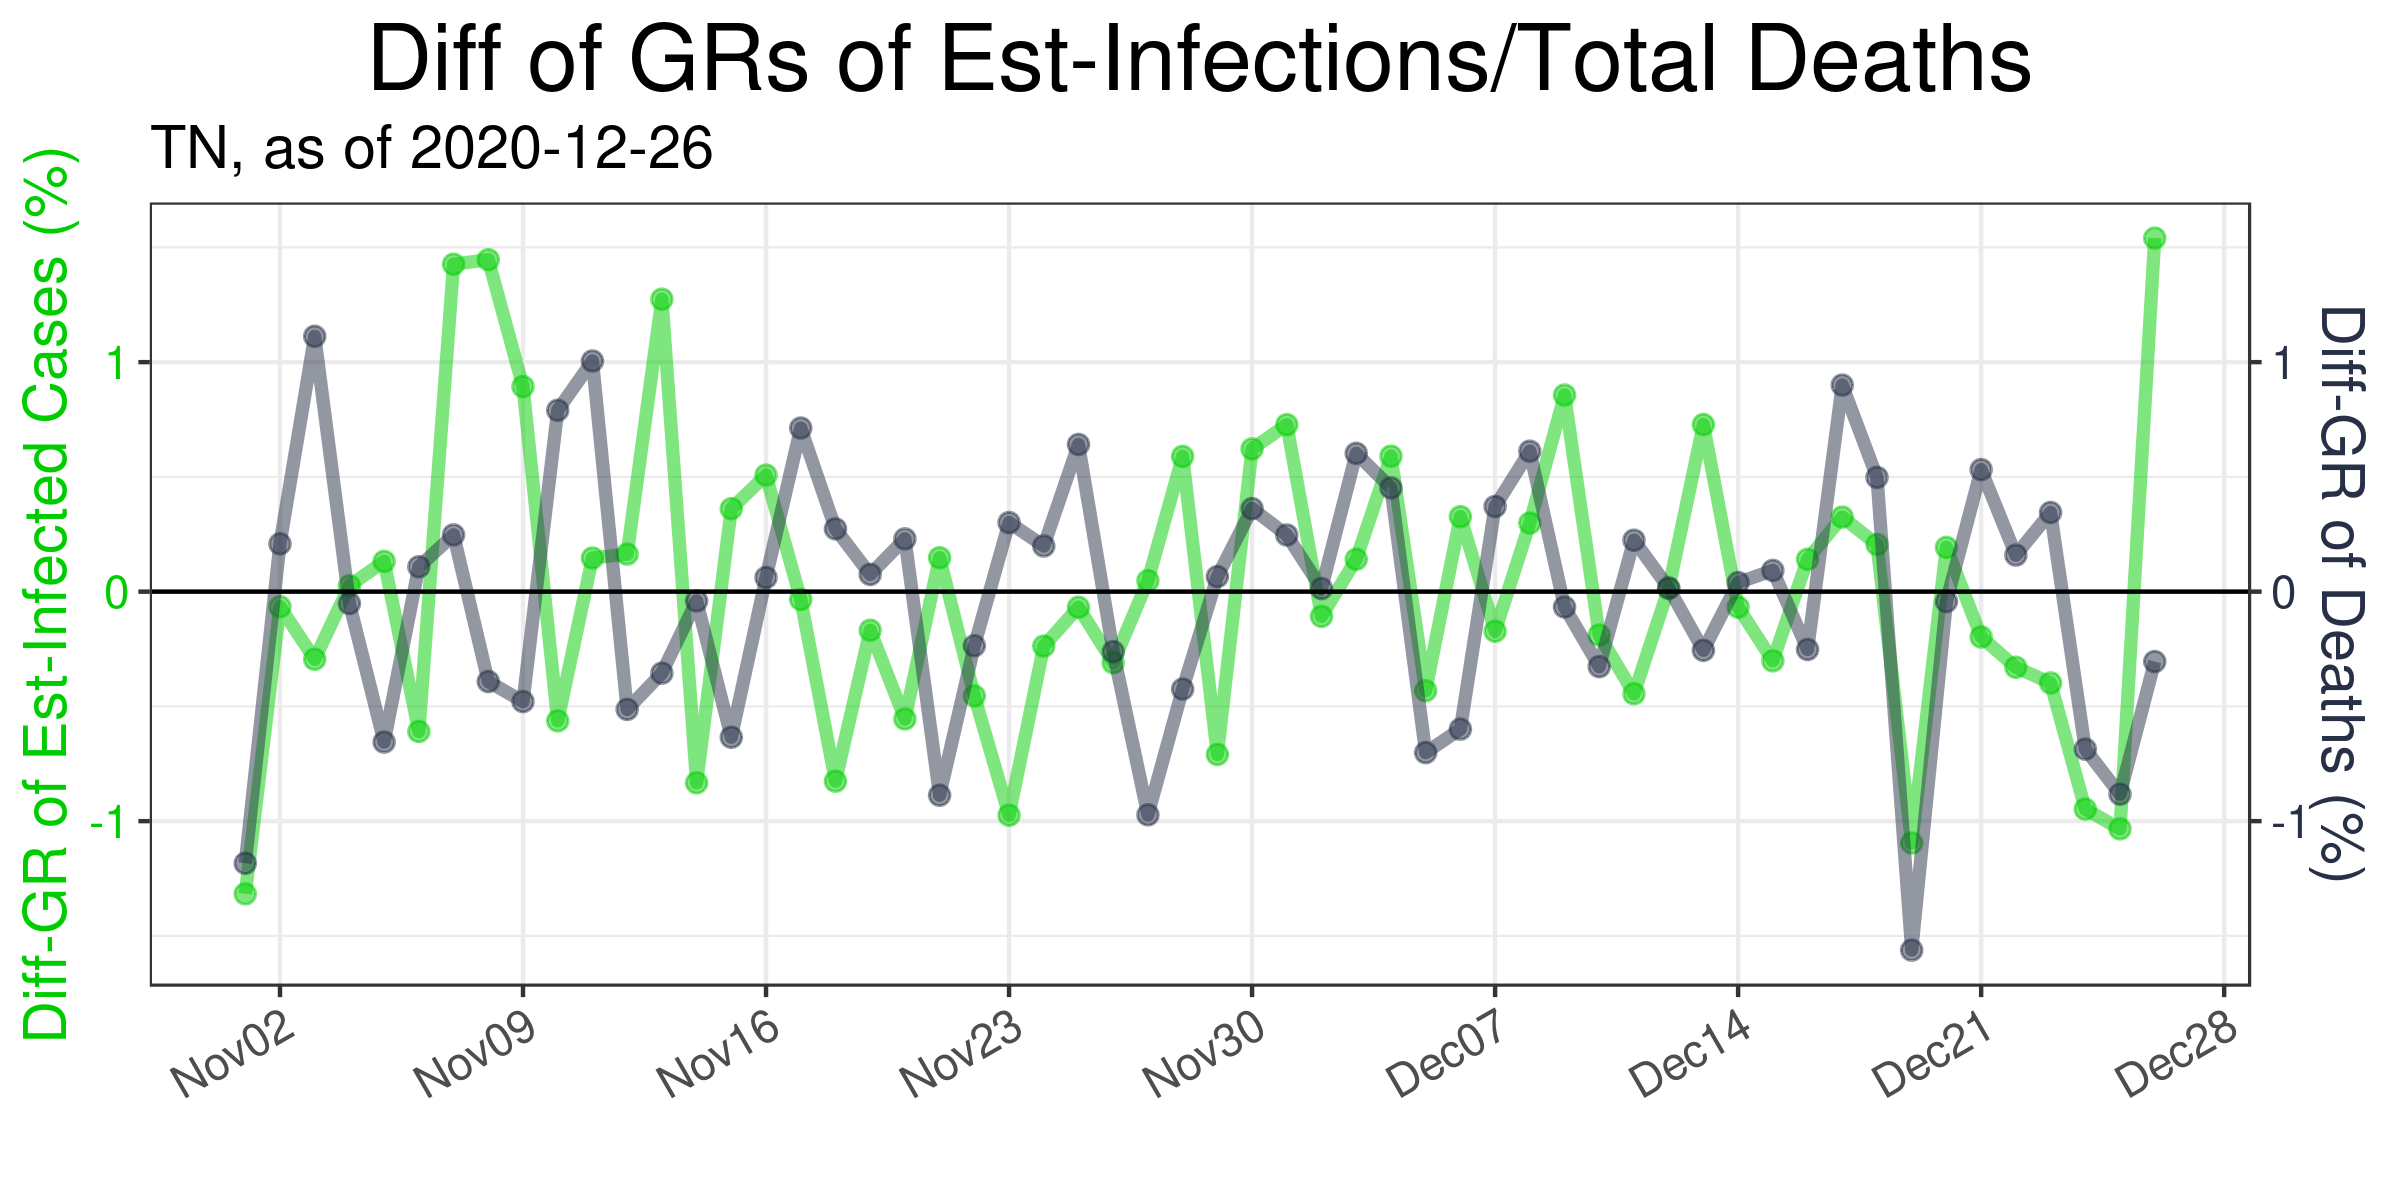 Diff of GRs of Est-Infections/Total Deaths
TN, as of 2020-12-26
Diff-GR of Est-Infected Cases (%)
1
0
-1
1
0
-1
Diff-GR of Deaths (%)
Nov02
Nov09
Nov16
Nov23
Nov30
Dec07
Dec14
Dec21
Dec28